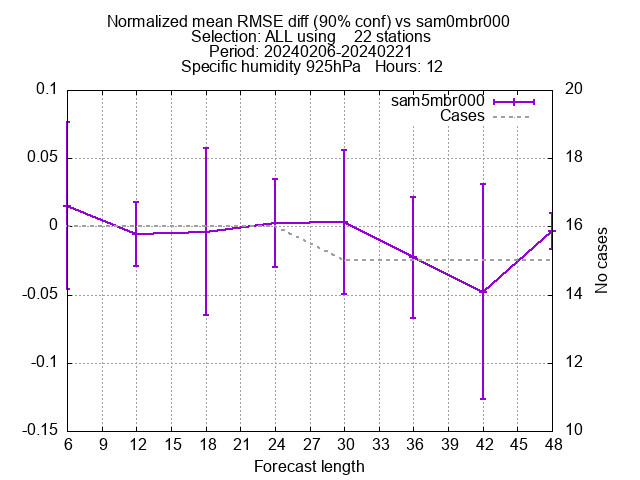 Normalized mean RMSE diff (90% conf) vs sam0mbr000
Selection: ALL using    22 stations
Period: 20240206-20240221
Specific humidity 925hPa   Hours: 12
sam5mbr000
Cases
0.1
0.05
0
-0.05
-0.1
-0.15
20
18
16
14
12
10
No cases
6 9 12 15 18 21 24 27 30 33 36 39 42 45 48
Forecast length